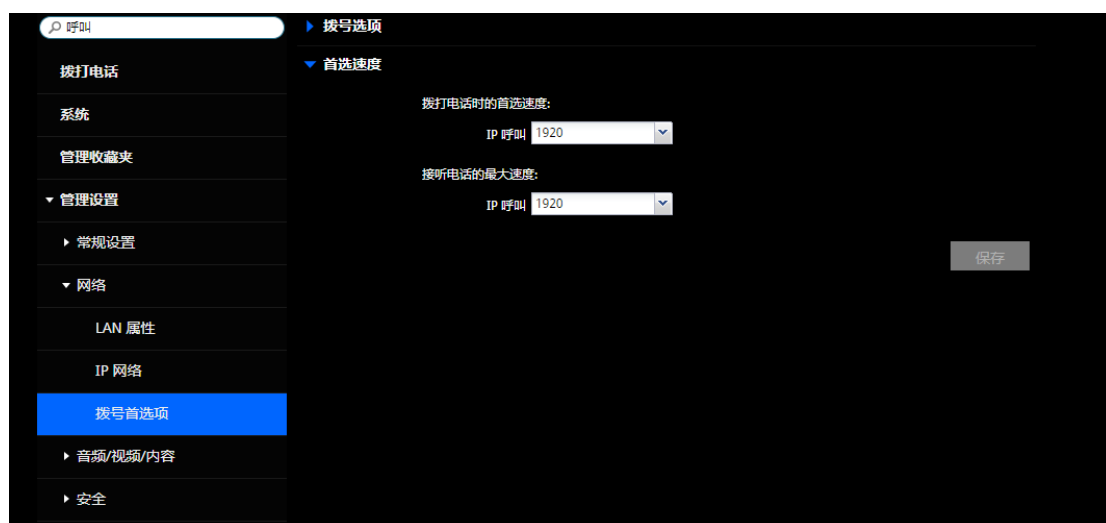 呼叫
拨打电话
系统
管理收藏夹
管理设置
常规设置
网络
LAN 属性
IP 网络
拨号首选项
音频/视频/内容
安全
拨号选项
首选速度
拨打电话时的首选速度:
IP 呼叫 1920
接听电话的最大速度:
IP 呼叫 1920
保存